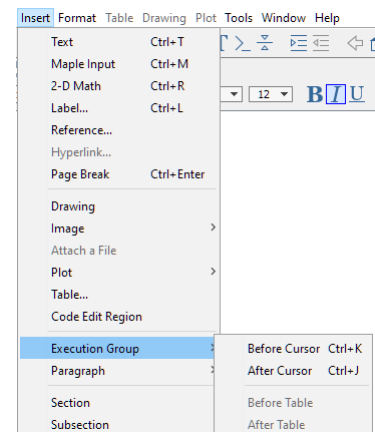 Insert Format Table Drawing Plot Tools Window Help
Text Ctrl+T
Maple Input Ctrl+M
2-D Math Ctrl+R
Label... Ctrl+L
Reference...
Hyperlink...
Page Break Ctrl+Enter
12 B I U
Drawing
Image
Attach a File
Plot
Table...
Code Edit Region
Execution Group
Before Cursor Ctrl+K
Paragraph
After Cursor Ctrl+J
Section
Before Table
Subsection
After Table